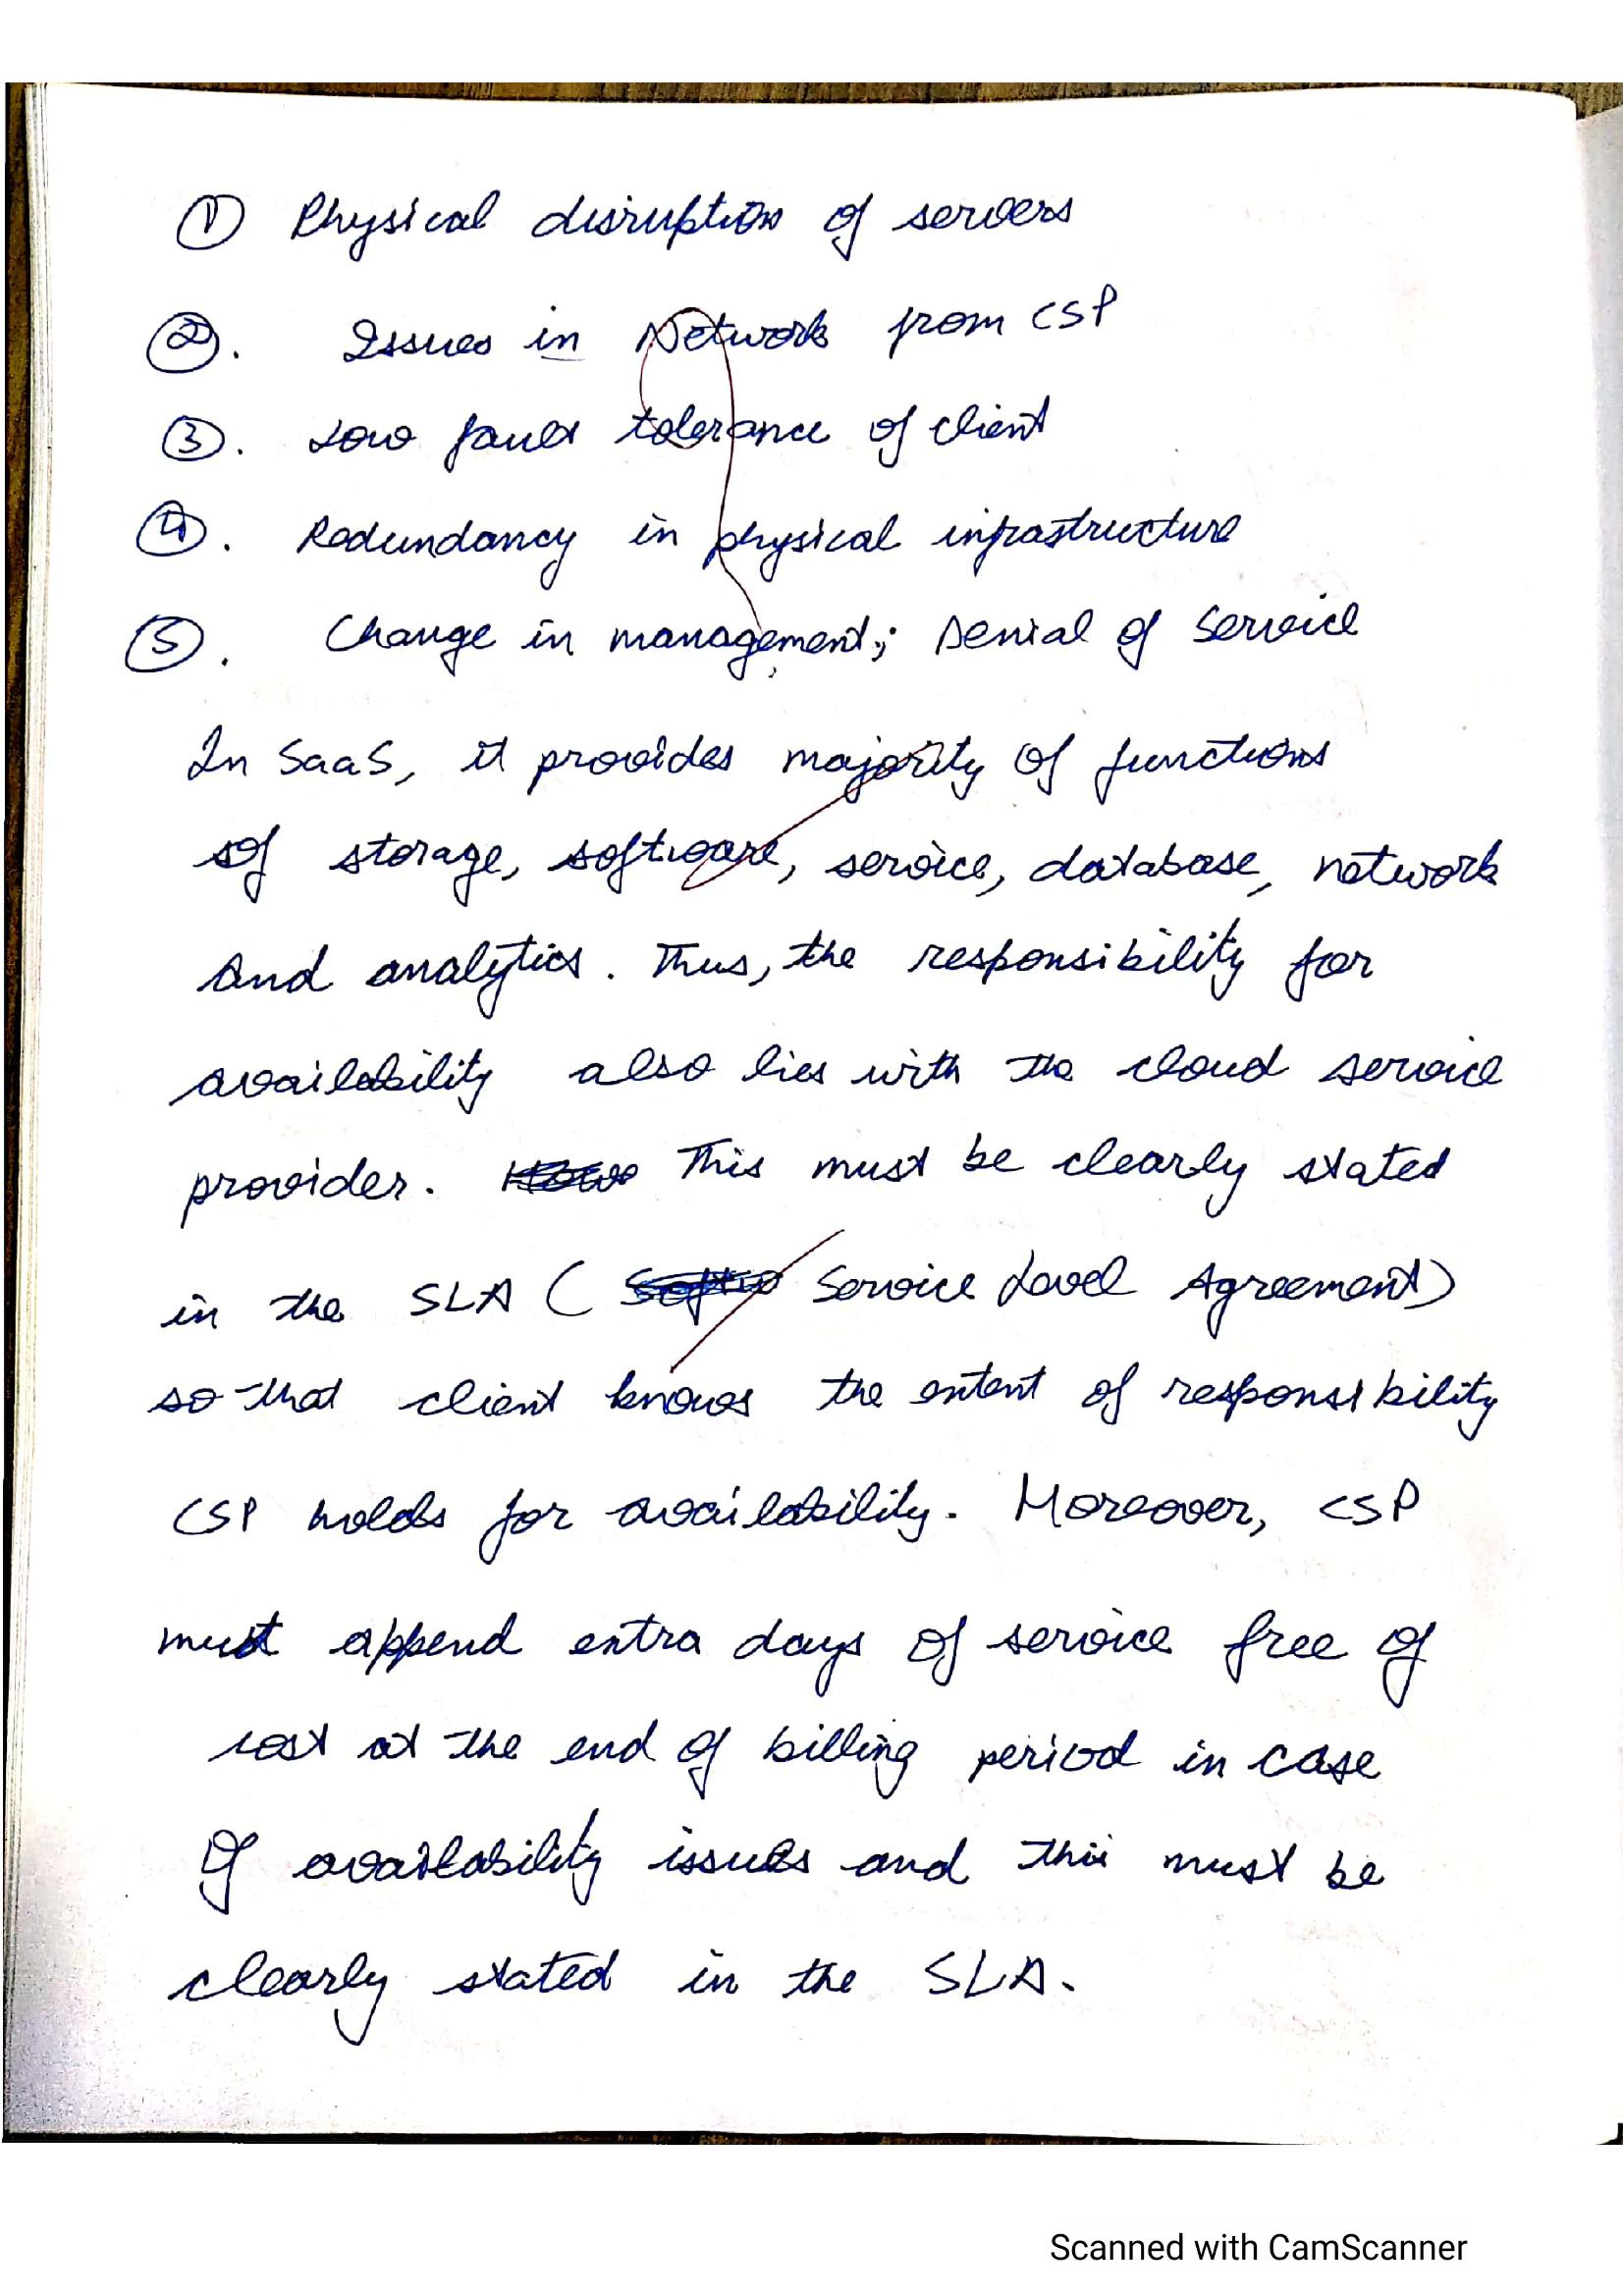 ① Physical disruption of servers
②. Issues in Network from CSP
③. Low fault tolerance of client
④. Redundancy in physical infrastructure
⑤. Change in management; Denial of Service
In SaaS, it provides majority of functions
of storage, software, service, database, network
and analytics. Thus, the responsibility for
availability also lies with the cloud service
provider. This must be clearly stated
in the SLA ( Service Level Agreement)
so that client knows the extent of responsibility
CSP holds for availability. Moreover, CSP
must append extra days of service free of
cost at the end of billing period in case
of availability issues and this must be
clearly stated in the SLA.
Scanned with CamScanner